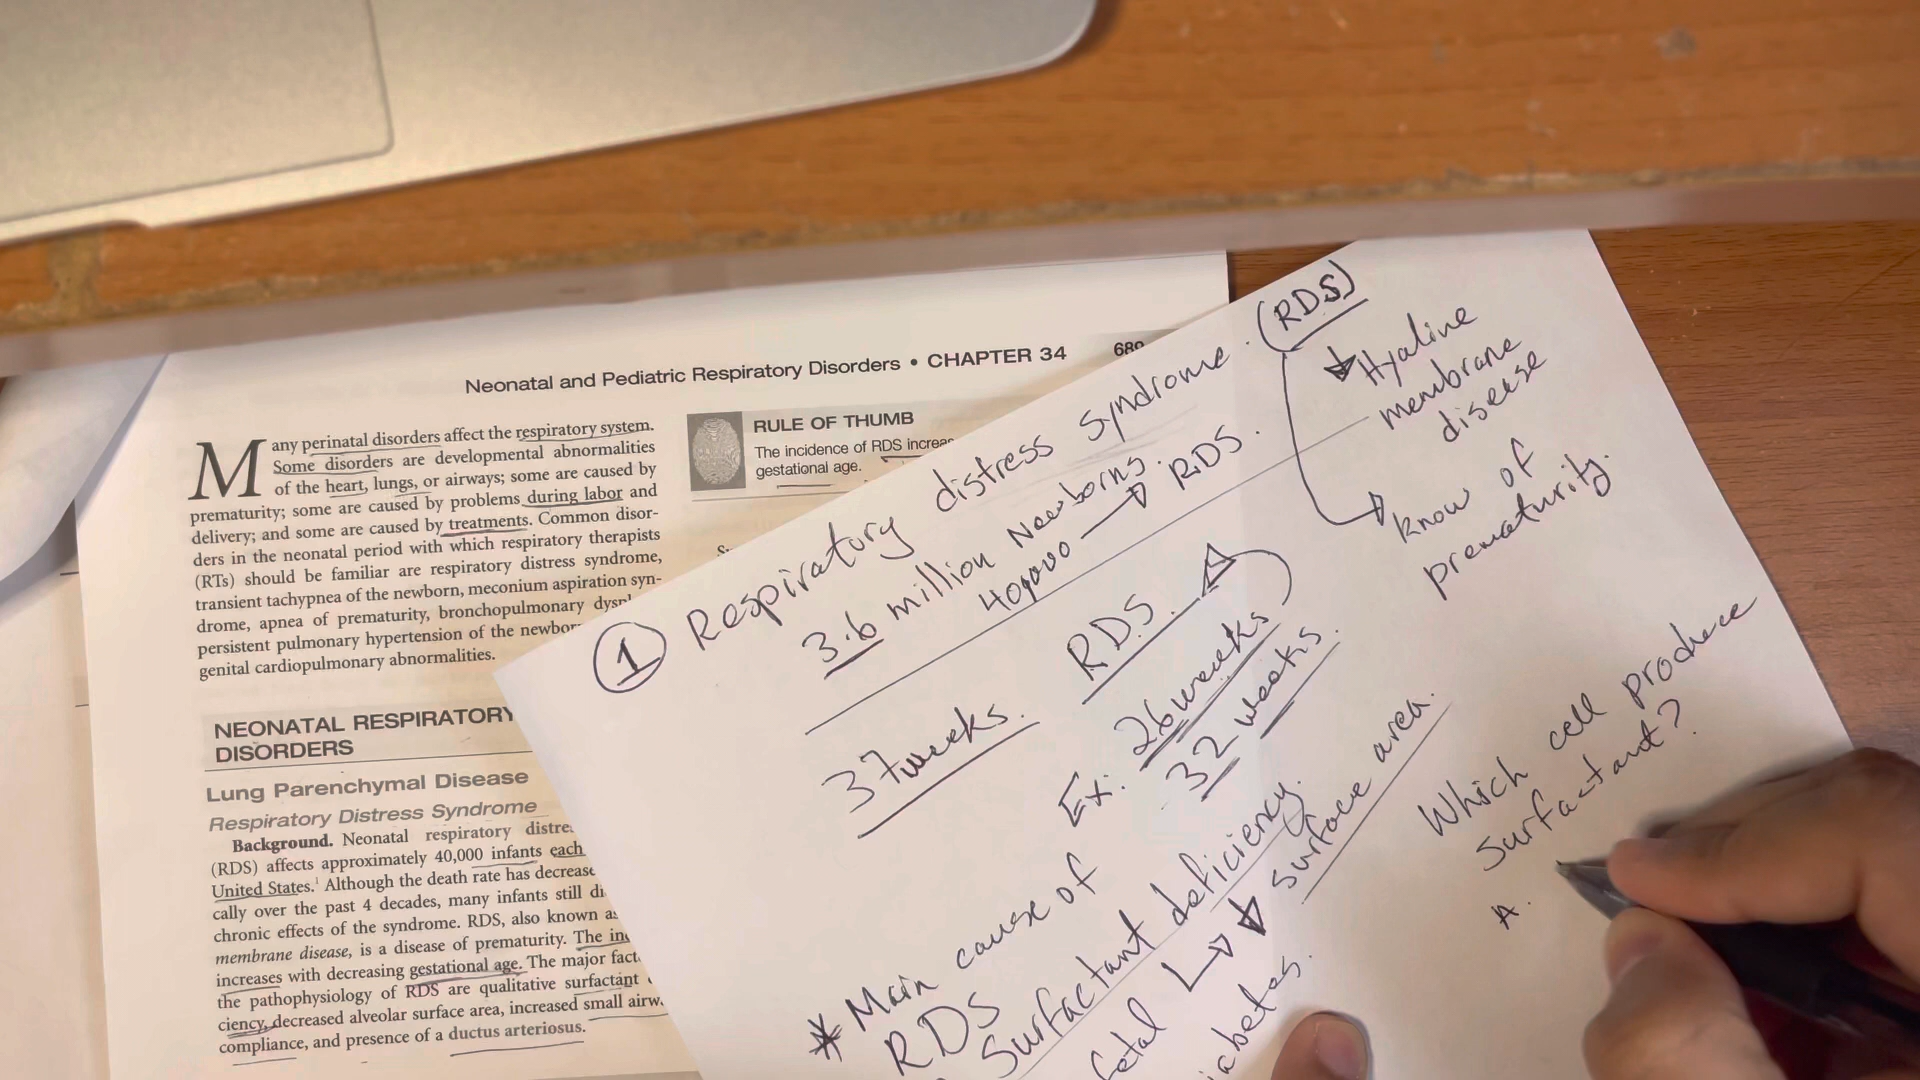 Neonatal and Pediatric Respiratory Disorders • CHAPTER 34 689
Many perinatal disorders affect the respiratory system.
Some disorders are developmental abnormalities
of the heart, lungs, or airways; some are caused by
prematurity; some are caused by problems during labor and
delivery; and some are caused by treatments. Common disor-
ders in the neonatal period with which respiratory therapists
(RTs) should be familiar are respiratory distress syndrome,
transient tachypnea of the newborn, meconium aspiration syn-
drome, apnea of prematurity, bronchopulmonary
persistent pulmonary hypertension of the
genital cardiopulmonary abnormalities.
NEONATAL RESPIRATORY
DISORDERS
Lung Parenchymal Disease
Respiratory Distress Syndrome
Background. Neonatal respiratory
(RDS) affects approximately 40,000 infants each
United States.¹ Although the death rate has
cally over the past 4 decades, many infants still
chronic effects of the syndrome. RDS, also known as
membrane disease, is a disease of prematurity. The
increases with decreasing gestational age. The major
the pathophysiology of RDS are qualitative surfactant
ciency, decreased alveolar surface area, increased small
compliance, and presence of a ductus arteriosus.
RULE OF THUMB
The incidence of RDS
gestational age.
1 Respiratory distress syndrome. (RDS)
3.6 million Newborns.
40,000 → RDS.
Hyaline
membrane
disease
know of
prematurity.
RDS.
37weeks.
Ex: 26weeks
32 weeks.
* Main cause of
RDS
Surfactant deficiency.
surface area.
fetal
Which cell produce
surfactant?
A.